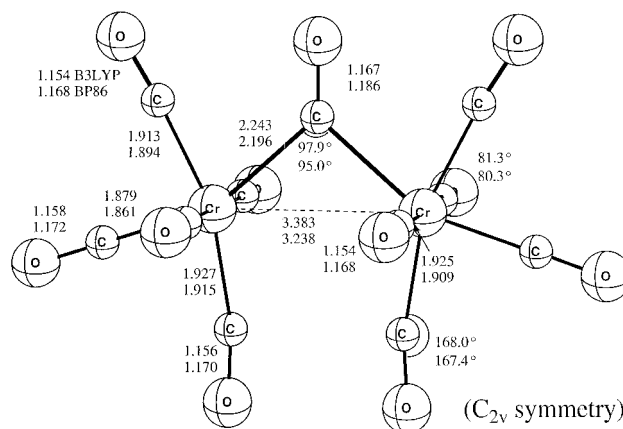 O
O
O
1.154 B3LYP
1.168 BP86
C
1.167
1.186
C
C
1.913
1.894
2.243
2.196
97.9°
95.0°
81.3°
80.3°
1.158
1.172
1.879
1.861
C
O
C
O
Cr
3.383
3.238
O
Cr
O
O
1.154
1.168
1.927
1.915
1.925
1.909
C
O
C
C
1.156
1.170
168.0°
167.4°
O
O
(C2v symmetry)